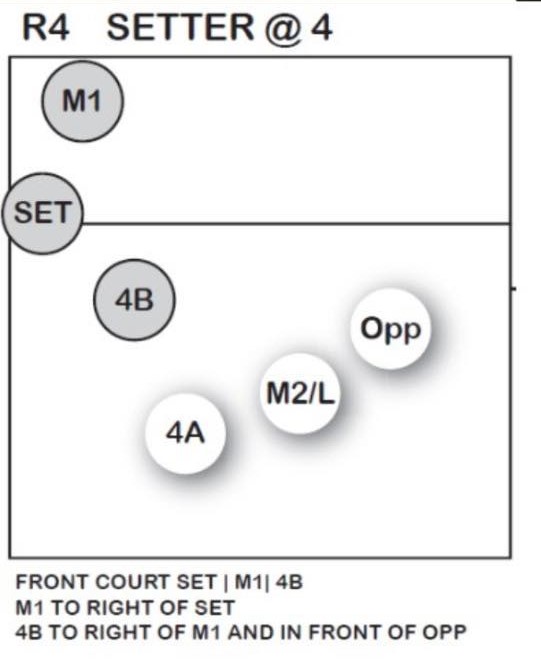 R4 SETTER @ 4
M1
SET
4B
Opp
M2/L
4A
FRONT COURT SET | M1| 4B
M1 TO RIGHT OF SET
4B TO RIGHT OF M1 AND IN FRONT OF OPP